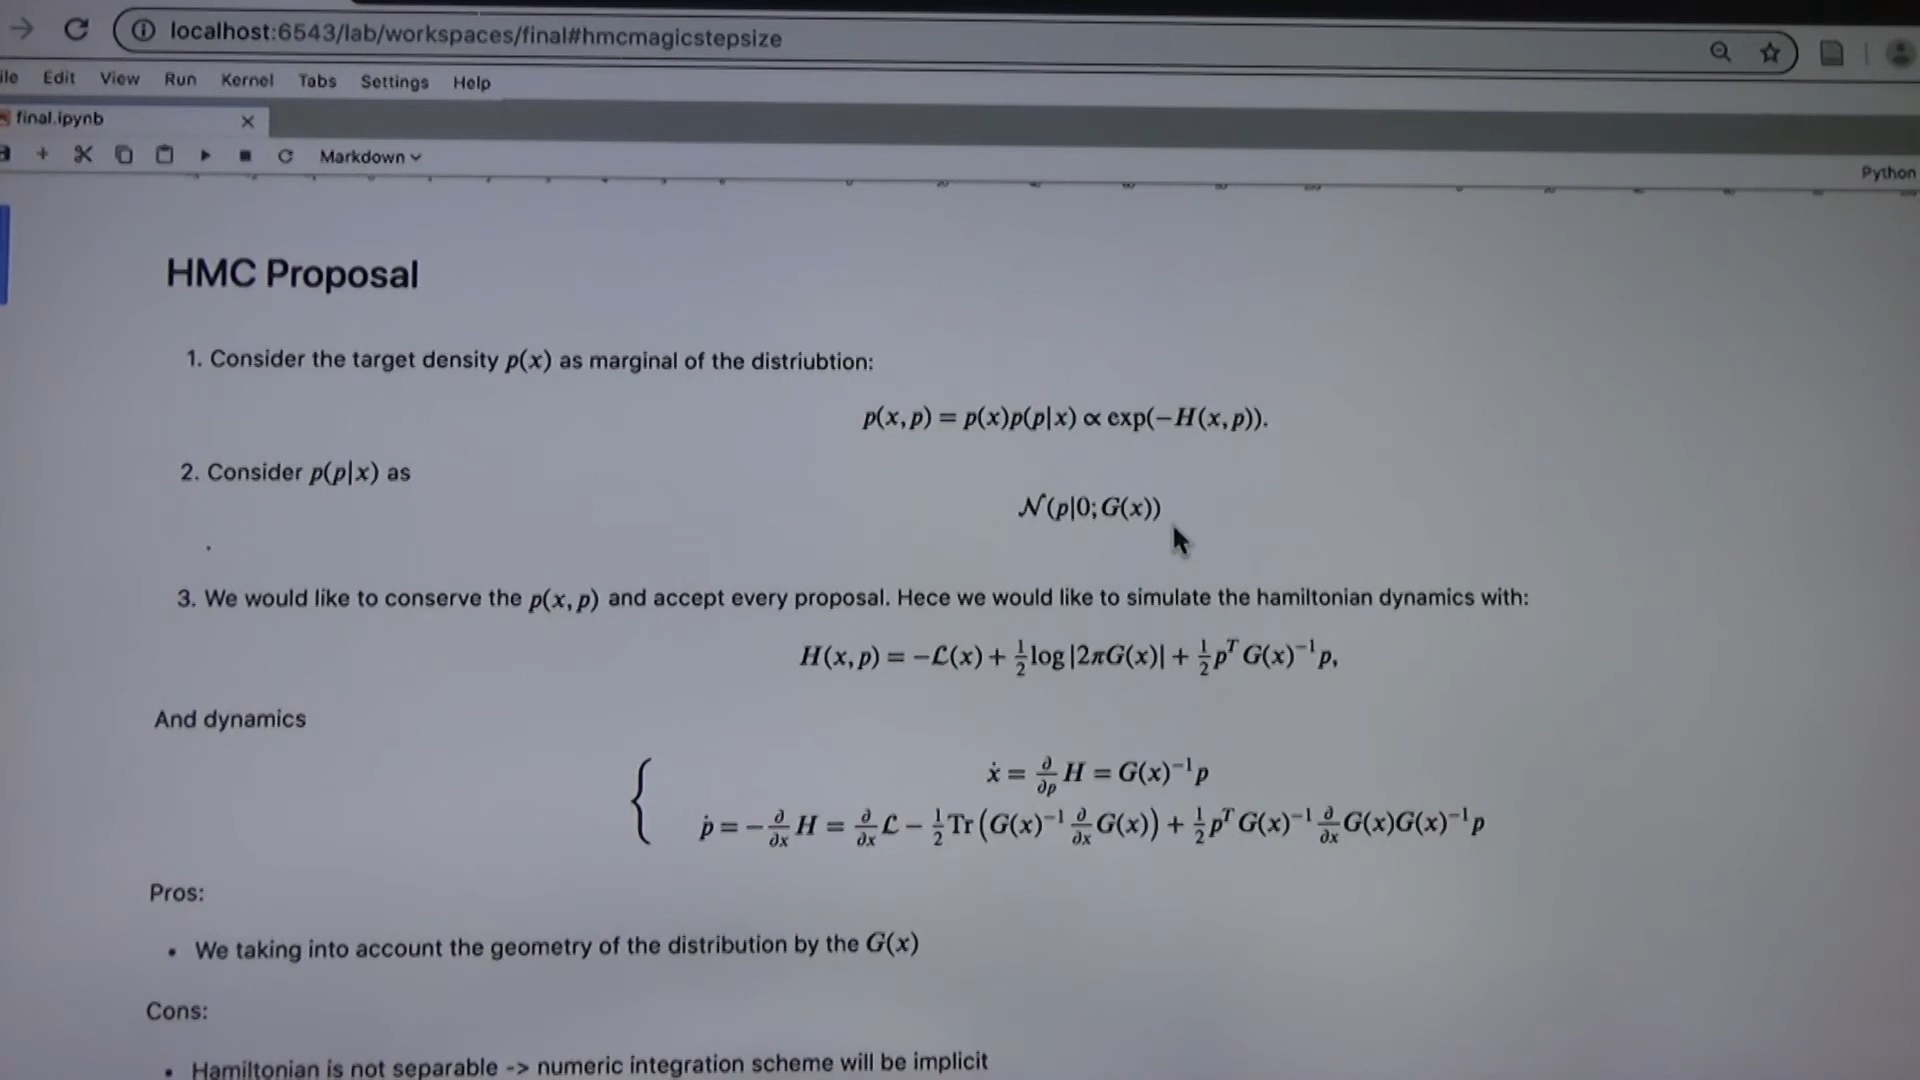 localhost:6543/lab/workspaces/final#hmcmagicstepsize
ile Edit View Run Kernel Tabs Settings Help
final.ipynb
Markdown
Python
HMC Proposal
1. Consider the target density p(x) as marginal of the distriubtion:
p(x, p) = p(x)p(p|x) ∝ exp(−H(x, p)).
2. Consider p(p|x) as
𝒩(p|0; G(x))
.
3. We would like to conserve the p(x, p) and accept every proposal. Hece we would like to simulate the hamiltonian dynamics with:
H(x, p) = −ℒ(x) + ½ log |2πG(x)| + ½ pᵀ G(x)⁻¹ p,
And dynamics
ẋ = ∂/∂p H = G(x)⁻¹ p
ṗ = − ∂/∂x H = ∂/∂x ℒ − ½ Tr (G(x)⁻¹ ∂/∂x G(x)) + ½ pᵀ G(x)⁻¹ ∂/∂x G(x)G(x)⁻¹ p
Pros:
• We taking into account the geometry of the distribution by the G(x)
Cons:
• Hamiltonian is not separable -> numeric integration scheme will be implicit